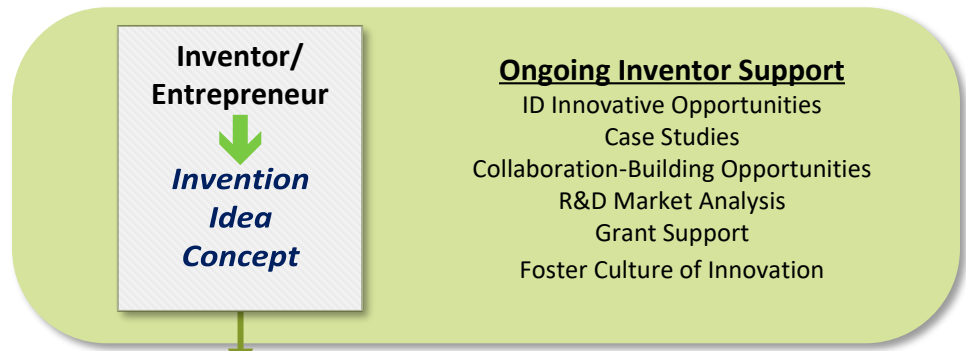 Inventor/
Entrepreneur
Invention
Idea
Concept
Ongoing Inventor Support
ID Innovative Opportunities
Case Studies
Collaboration-Building Opportunities
R&D Market Analysis
Grant Support
Foster Culture of Innovation